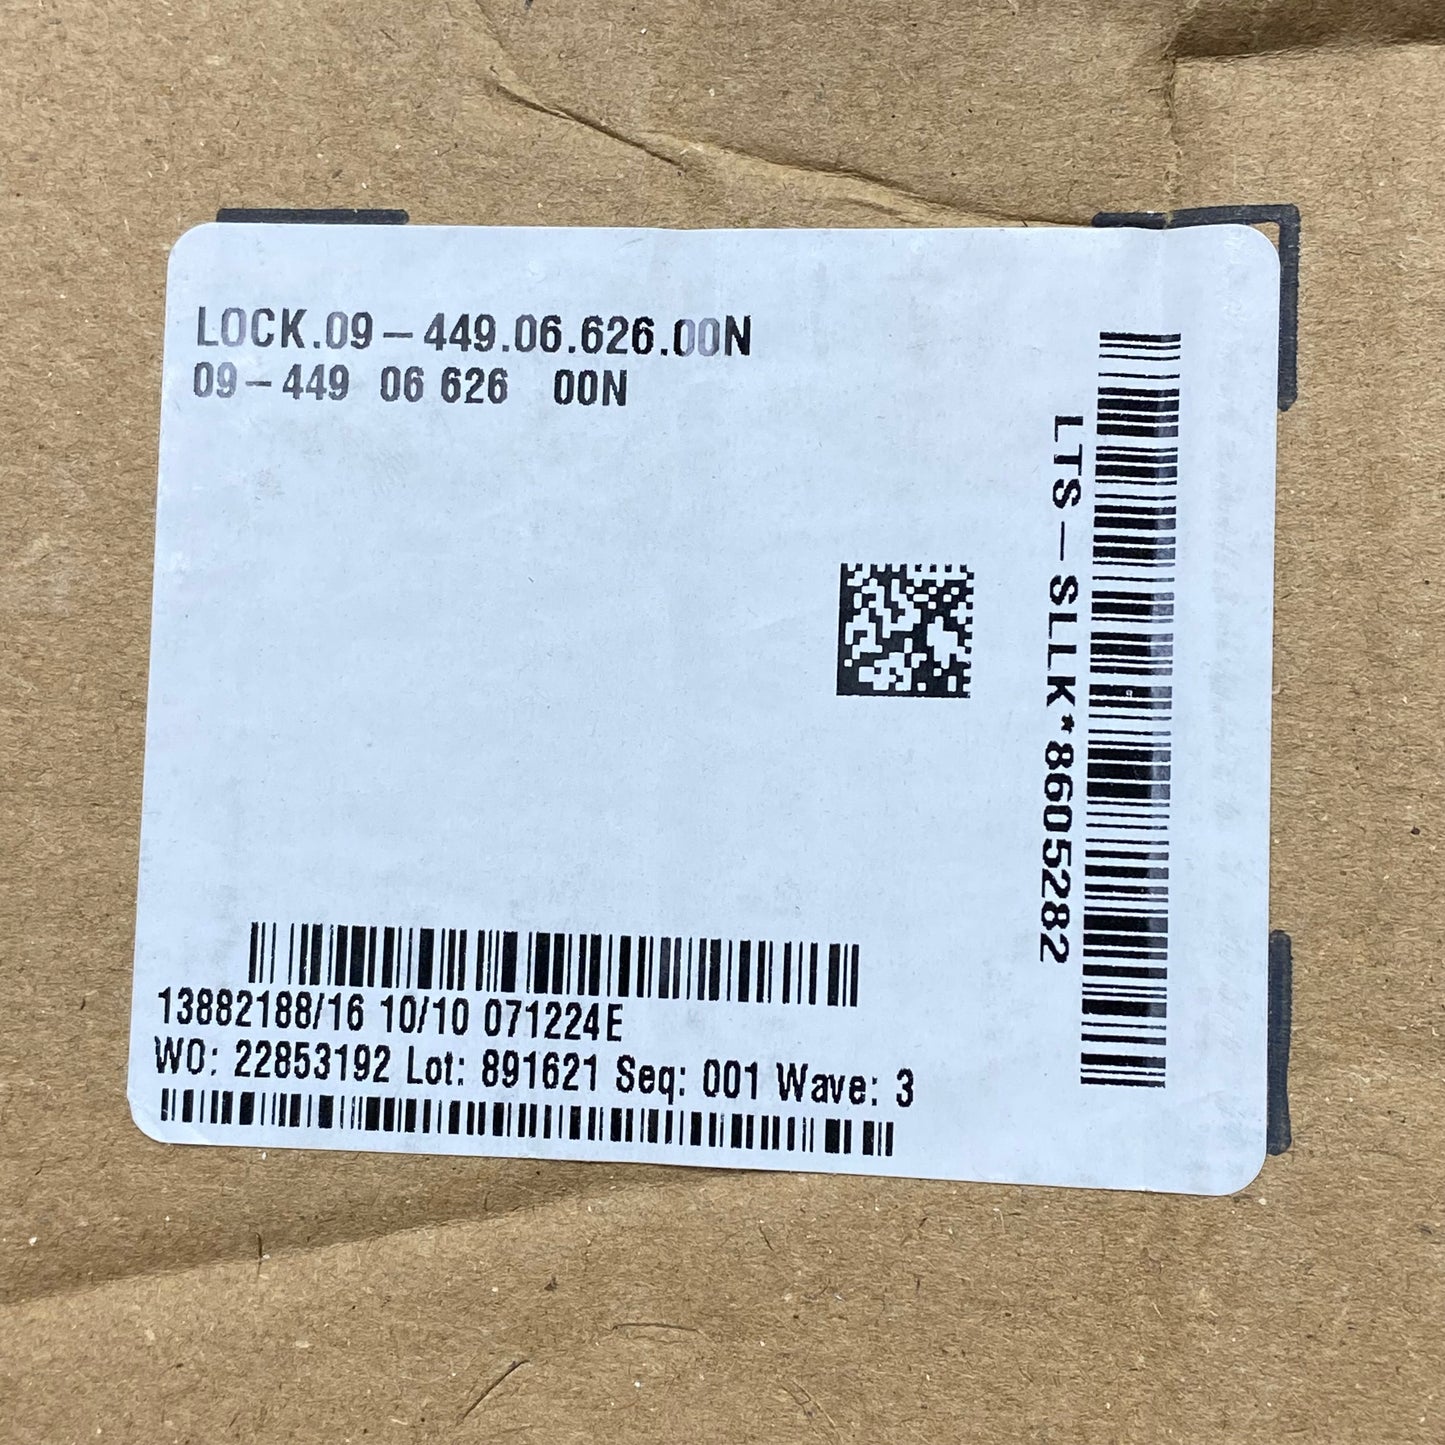 LOCK.09-449.06.626.00N
09-449 06 626 00N
LTS-SLLK*8605282
13882188/16 10/10 071224E
WO: 22853192 Lot: 891621 Seq: 001 Wave: 3